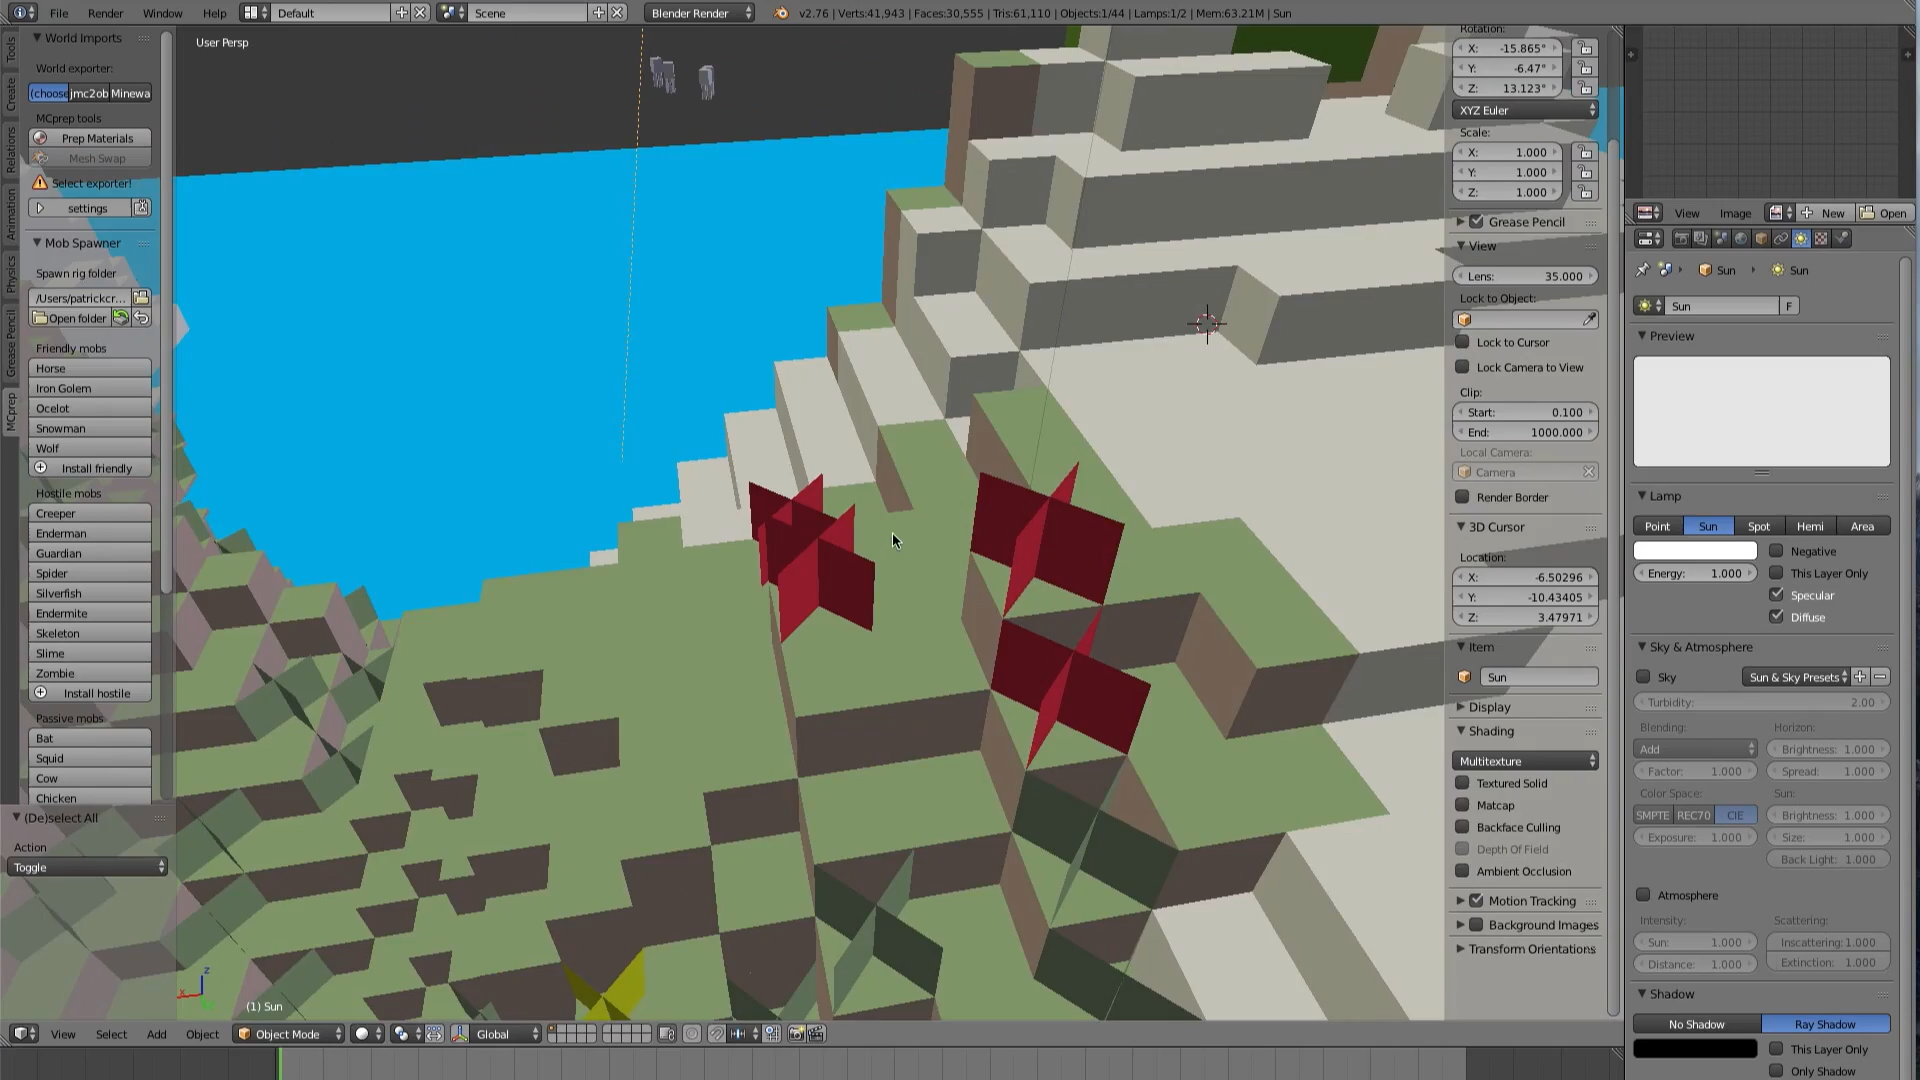 File Render Window Help Default Scene Blender Render v2.76 | Verts:41,943 | Faces:30,555 | Tris:61,110 | Objects:1/44 | Lamps:1/2 | Mem:63.21M | Sun
Tools
Create
Relations
Animation
Physics
Grease Pencil
MCprep
World Imports
World exporter:
(choose jmc2ob Minewa
MCprep tools
Prep Materials
Mesh Swap
Select exporter!
settings
Mob Spawner
Spawn rig folder
/Users/patrickcr...
Open folder
Friendly mobs
Horse
Iron Golem
Ocelot
Snowman
Wolf
Install friendly
Hostile mobs
Creeper
Enderman
Guardian
Spider
Silverfish
Endermite
Skeleton
Slime
Zombie
Install hostile
Passive mobs
Bat
Squid
Cow
Chicken
(De)select All
Action
Toggle
User Persp
(1) Sun
z
x
View Select Add Object Object Mode Global
Rotation:
X: -15.865°
Y: -6.47°
Z: 13.123°
XYZ Euler
Scale:
X: 1.000
Y: 1.000
Z: 1.000
Grease Pencil
View
Lens: 35.000
Lock to Object:
Lock to Cursor
Lock Camera to View
Clip:
Start: 0.100
End: 1000.000
Local Camera:
Camera
Render Border
3D Cursor
Location:
X: -6.50296
Y: -10.43405
Z: 3.47971
Item
Sun
Display
Shading
Multitexture
Textured Solid
Matcap
Backface Culling
Depth Of Field
Ambient Occlusion
Motion Tracking
Background Images
Transform Orientations
View Image New Open
Sun Sun
Sun F
Preview
Lamp
Point Sun Spot Hemi Area
Negative
Energy: 1.000 This Layer Only
Specular
Diffuse
Sky & Atmosphere
Sky Sun & Sky Presets
Turbidity: 2.00
Blending: Horizon:
Add Brightness: 1.000
Factor: 1.000 Spread: 1.000
Color Space: Sun:
SMPTE REC70 CIE Brightness: 1.000
Exposure: 1.000 Size: 1.000
Back Light: 1.000
Atmosphere
Intensity: Scattering:
Sun: 1.000 Inscattering: 1.000
Distance: 1.000 Extinction: 1.000
Shadow
No Shadow Ray Shadow
This Layer Only
Only Shadow